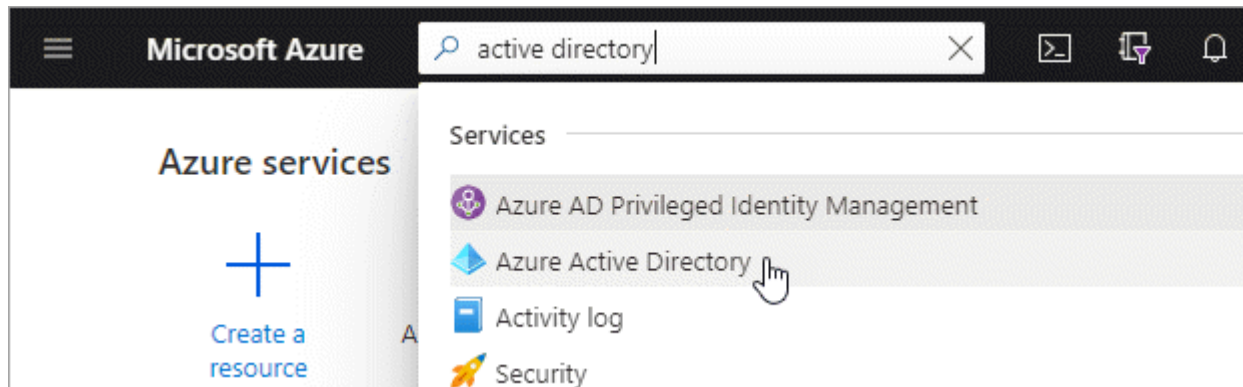 Microsoft Azure
active directory
Services
Azure services
Azure AD Privileged Identity Management
Azure Active Directory
Activity log
Create a
resource
A
Security